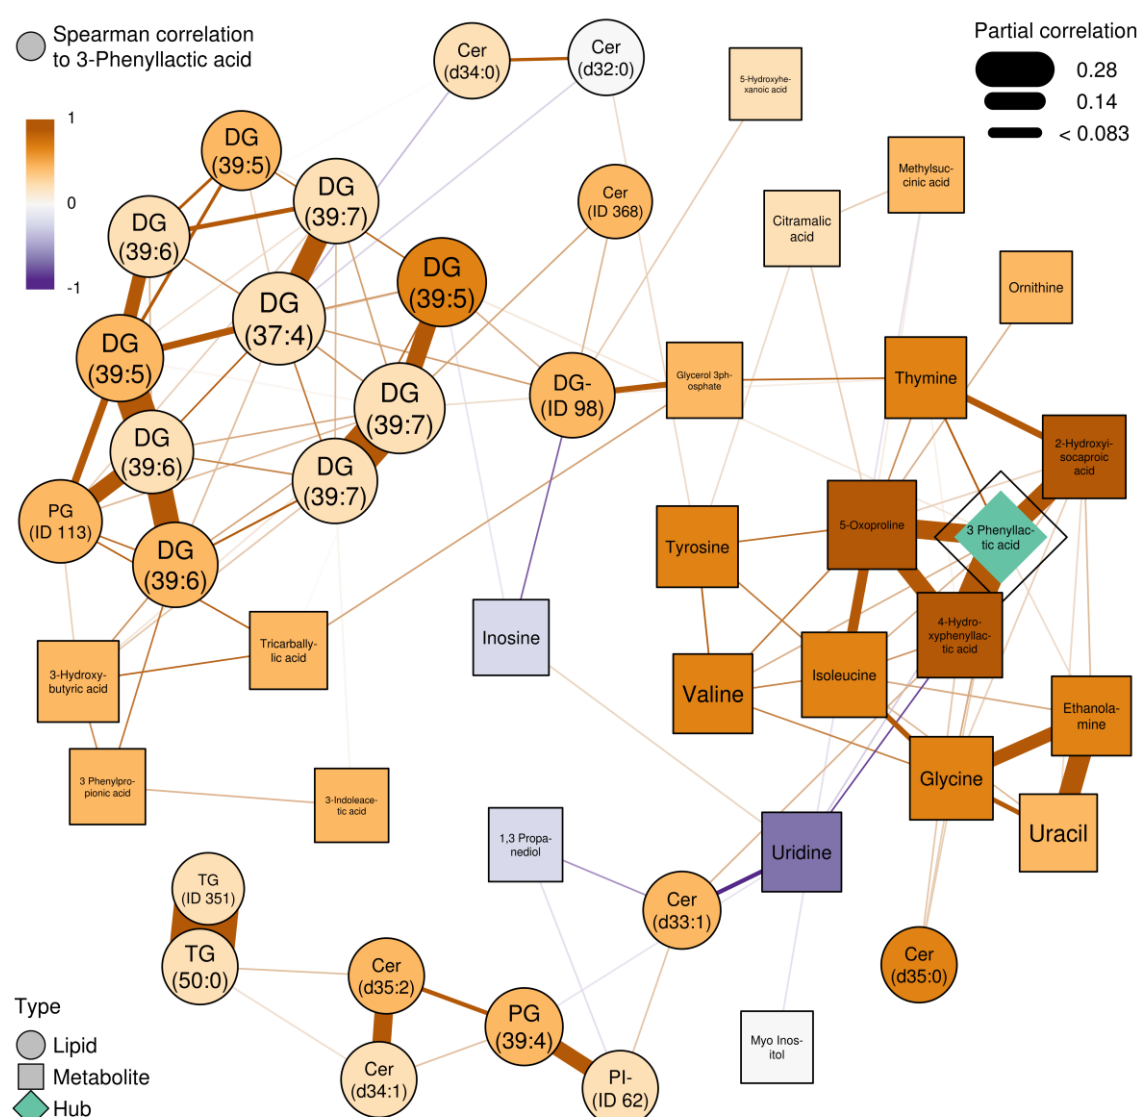 Spearman correlation
to 3-Phenyllactic acid
1
0
-1
Partial correlation
0.28
0.14
< 0.083
Cer
(d34:0)
Cer
(d32:0)
5-Hydroxyhe-
xanoic acid
DG
(39:5)
DG
(39:7)
DG
(39:6)
Cer
(ID 368)
Methylsuc-
cinic acid
Citramalic
acid
Ornithine
DG
(39:5)
DG
(37:4)
DG
(39:5)
DG
(39:7)
DG-
(ID 98)
Glycerol 3ph-
osphate
Thymine
2-Hydroxyi-
socaproic
acid
DG
(39:6)
DG
(39:7)
PG
(ID 113)
DG
(39:6)
Tyrosine
5-Oxoproline
3 Phenyllac-
tic acid
4-Hydro-
xyphenyllac-
tic acid
Inosine
Tricarbally-
lic acid
3-Hydroxy-
butyric acid
Valine
Isoleucine
Ethanola-
mine
Glycine
Uracil
3 Phenylpro-
pionic acid
3-Indoleace-
tic acid
1,3 Propa-
nediol
Uridine
TG
(ID 351)
TG
(50:0)
Cer
(d33:1)
Cer
(d35:0)
Cer
(d35:2)
PG
(39:4)
Cer
(d34:1)
PI-
(ID 62)
Myo Inos-
itol
Type
Lipid
Metabolite
Hub